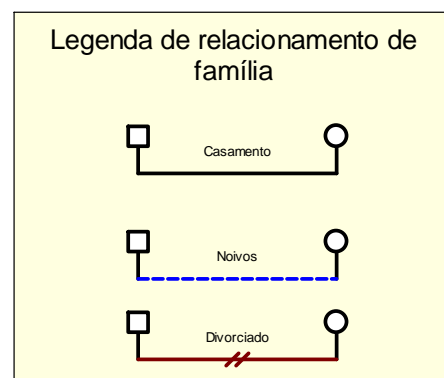 Legenda de relacionamento de
família
Casamento
Noivos
Divorciado